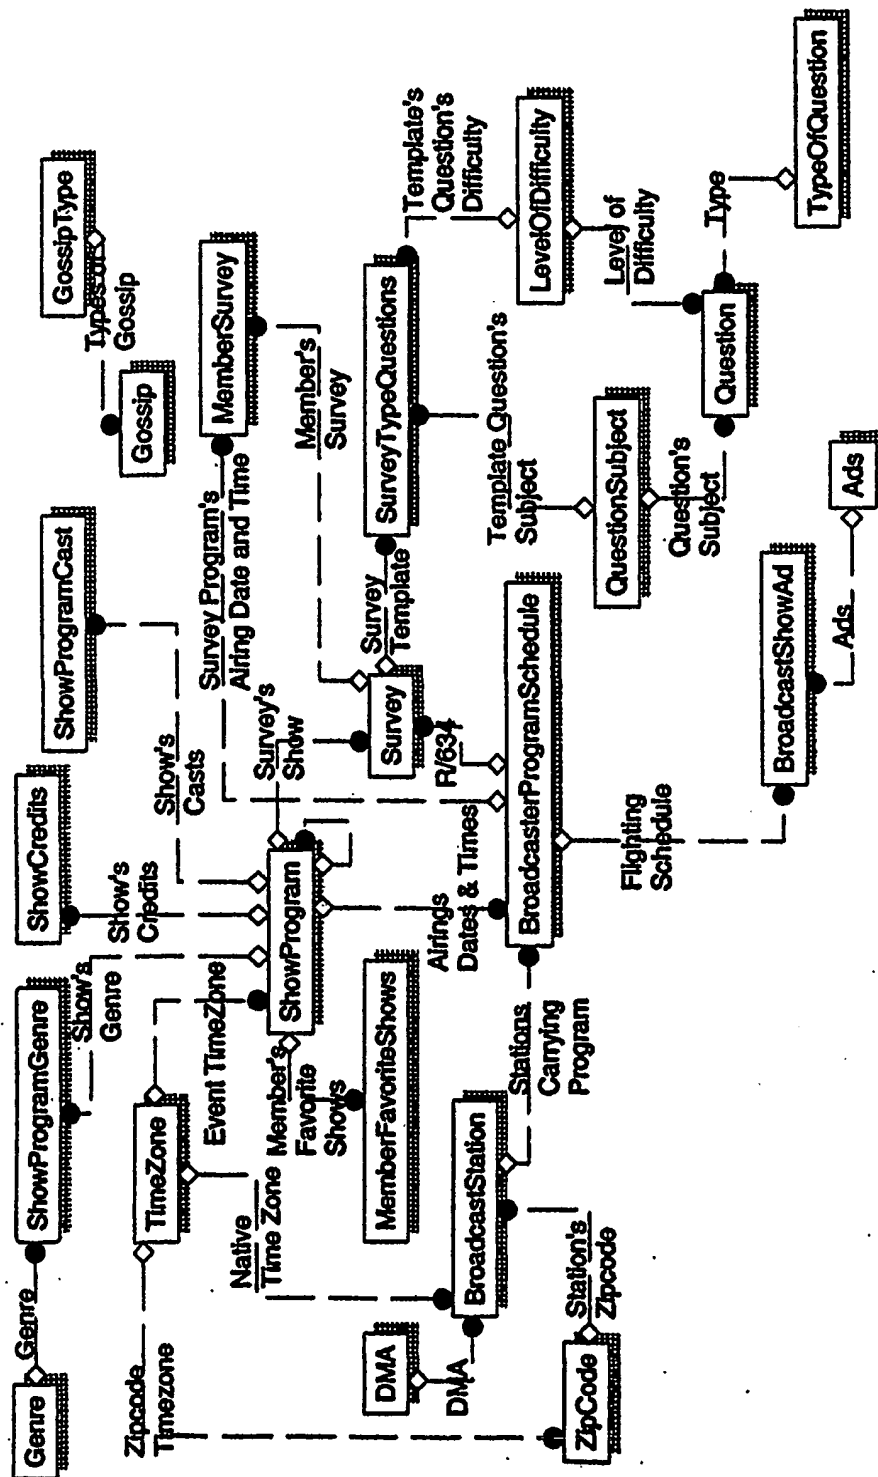 Genre
Genre
ShowProgramGenre
ShowCredits
ShowProgramCast
GossipType
Show's
Genre
Show's
Credits
Show's
Casts
Types of
Gossip
Gossip
Zipcode
Timezone
TimeZone
Event TimeZone
Survey Program's
Airing Date and Time
MemberSurvey
Native
Time Zone
Member's
Favorite
Shows
ShowProgram
Survey's
Show
Member's
Survey
DMA
DMA
MemberFavoriteShows
Survey
Survey
Template
SurveyTypeQuestions
Template's
Question's
Difficulty
R/634
Airings
Dates & Times
BroadcastStation
Stations
Carrying
Program
BroadcasterProgramSchedule
Template Question's
Subject
LevelOfDifficulty
ZipCode
Station's
Zipcode
QuestionSubject
Level of
Difficulty
Flighting
Schedule
Question's
Subject
Question
Type
BroadcastShowAd
Ads
Ads
TypeOfQuestion